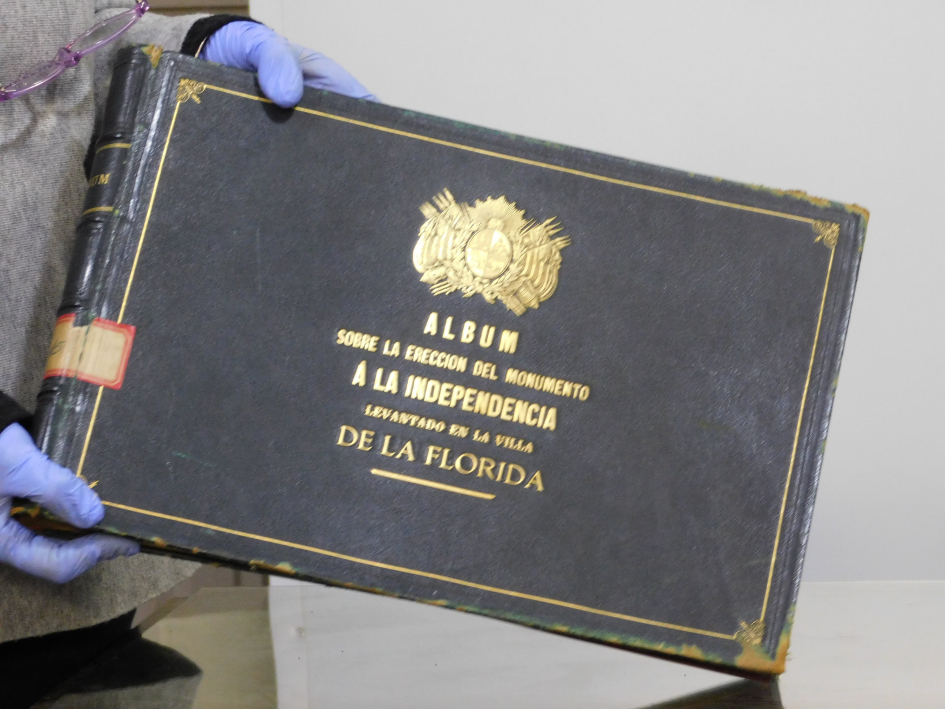 ALBUM
SOBRE LA ERECCION DEL MONUMENTO
A LA INDEPENDENCIA
LEVANTADO EN LA VILLA
DE LA FLORIDA